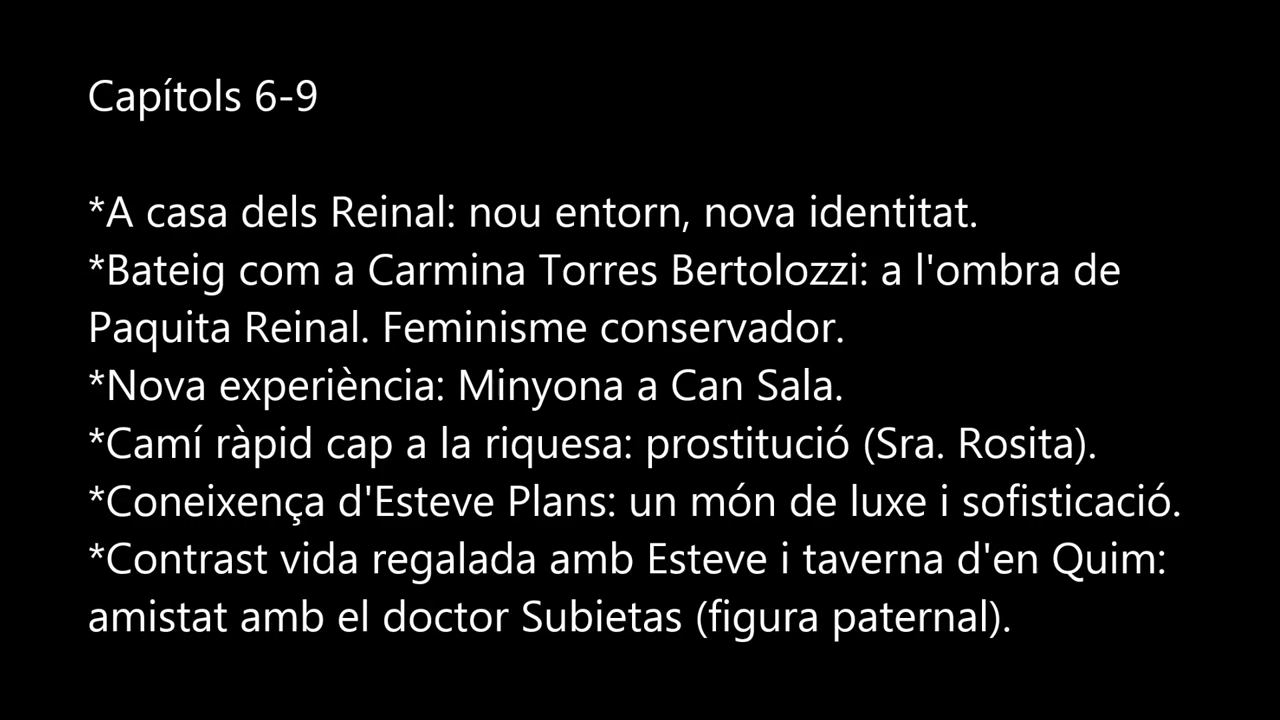 Capítols 6-9
*A casa dels Reinal: nou entorn, nova identitat.
*Bateig com a Carmina Torres Bertolozzi: a l'ombra de
Paquita Reinal. Feminisme conservador.
*Nova experiència: Minyona a Can Sala.
*Camí ràpid cap a la riquesa: prostitució (Sra. Rosita).
*Coneixença d'Esteve Plans: un món de luxe i sofisticació.
*Contrast vida regalada amb Esteve i taverna d'en Quim:
amistat amb el doctor Subietas (figura paternal).